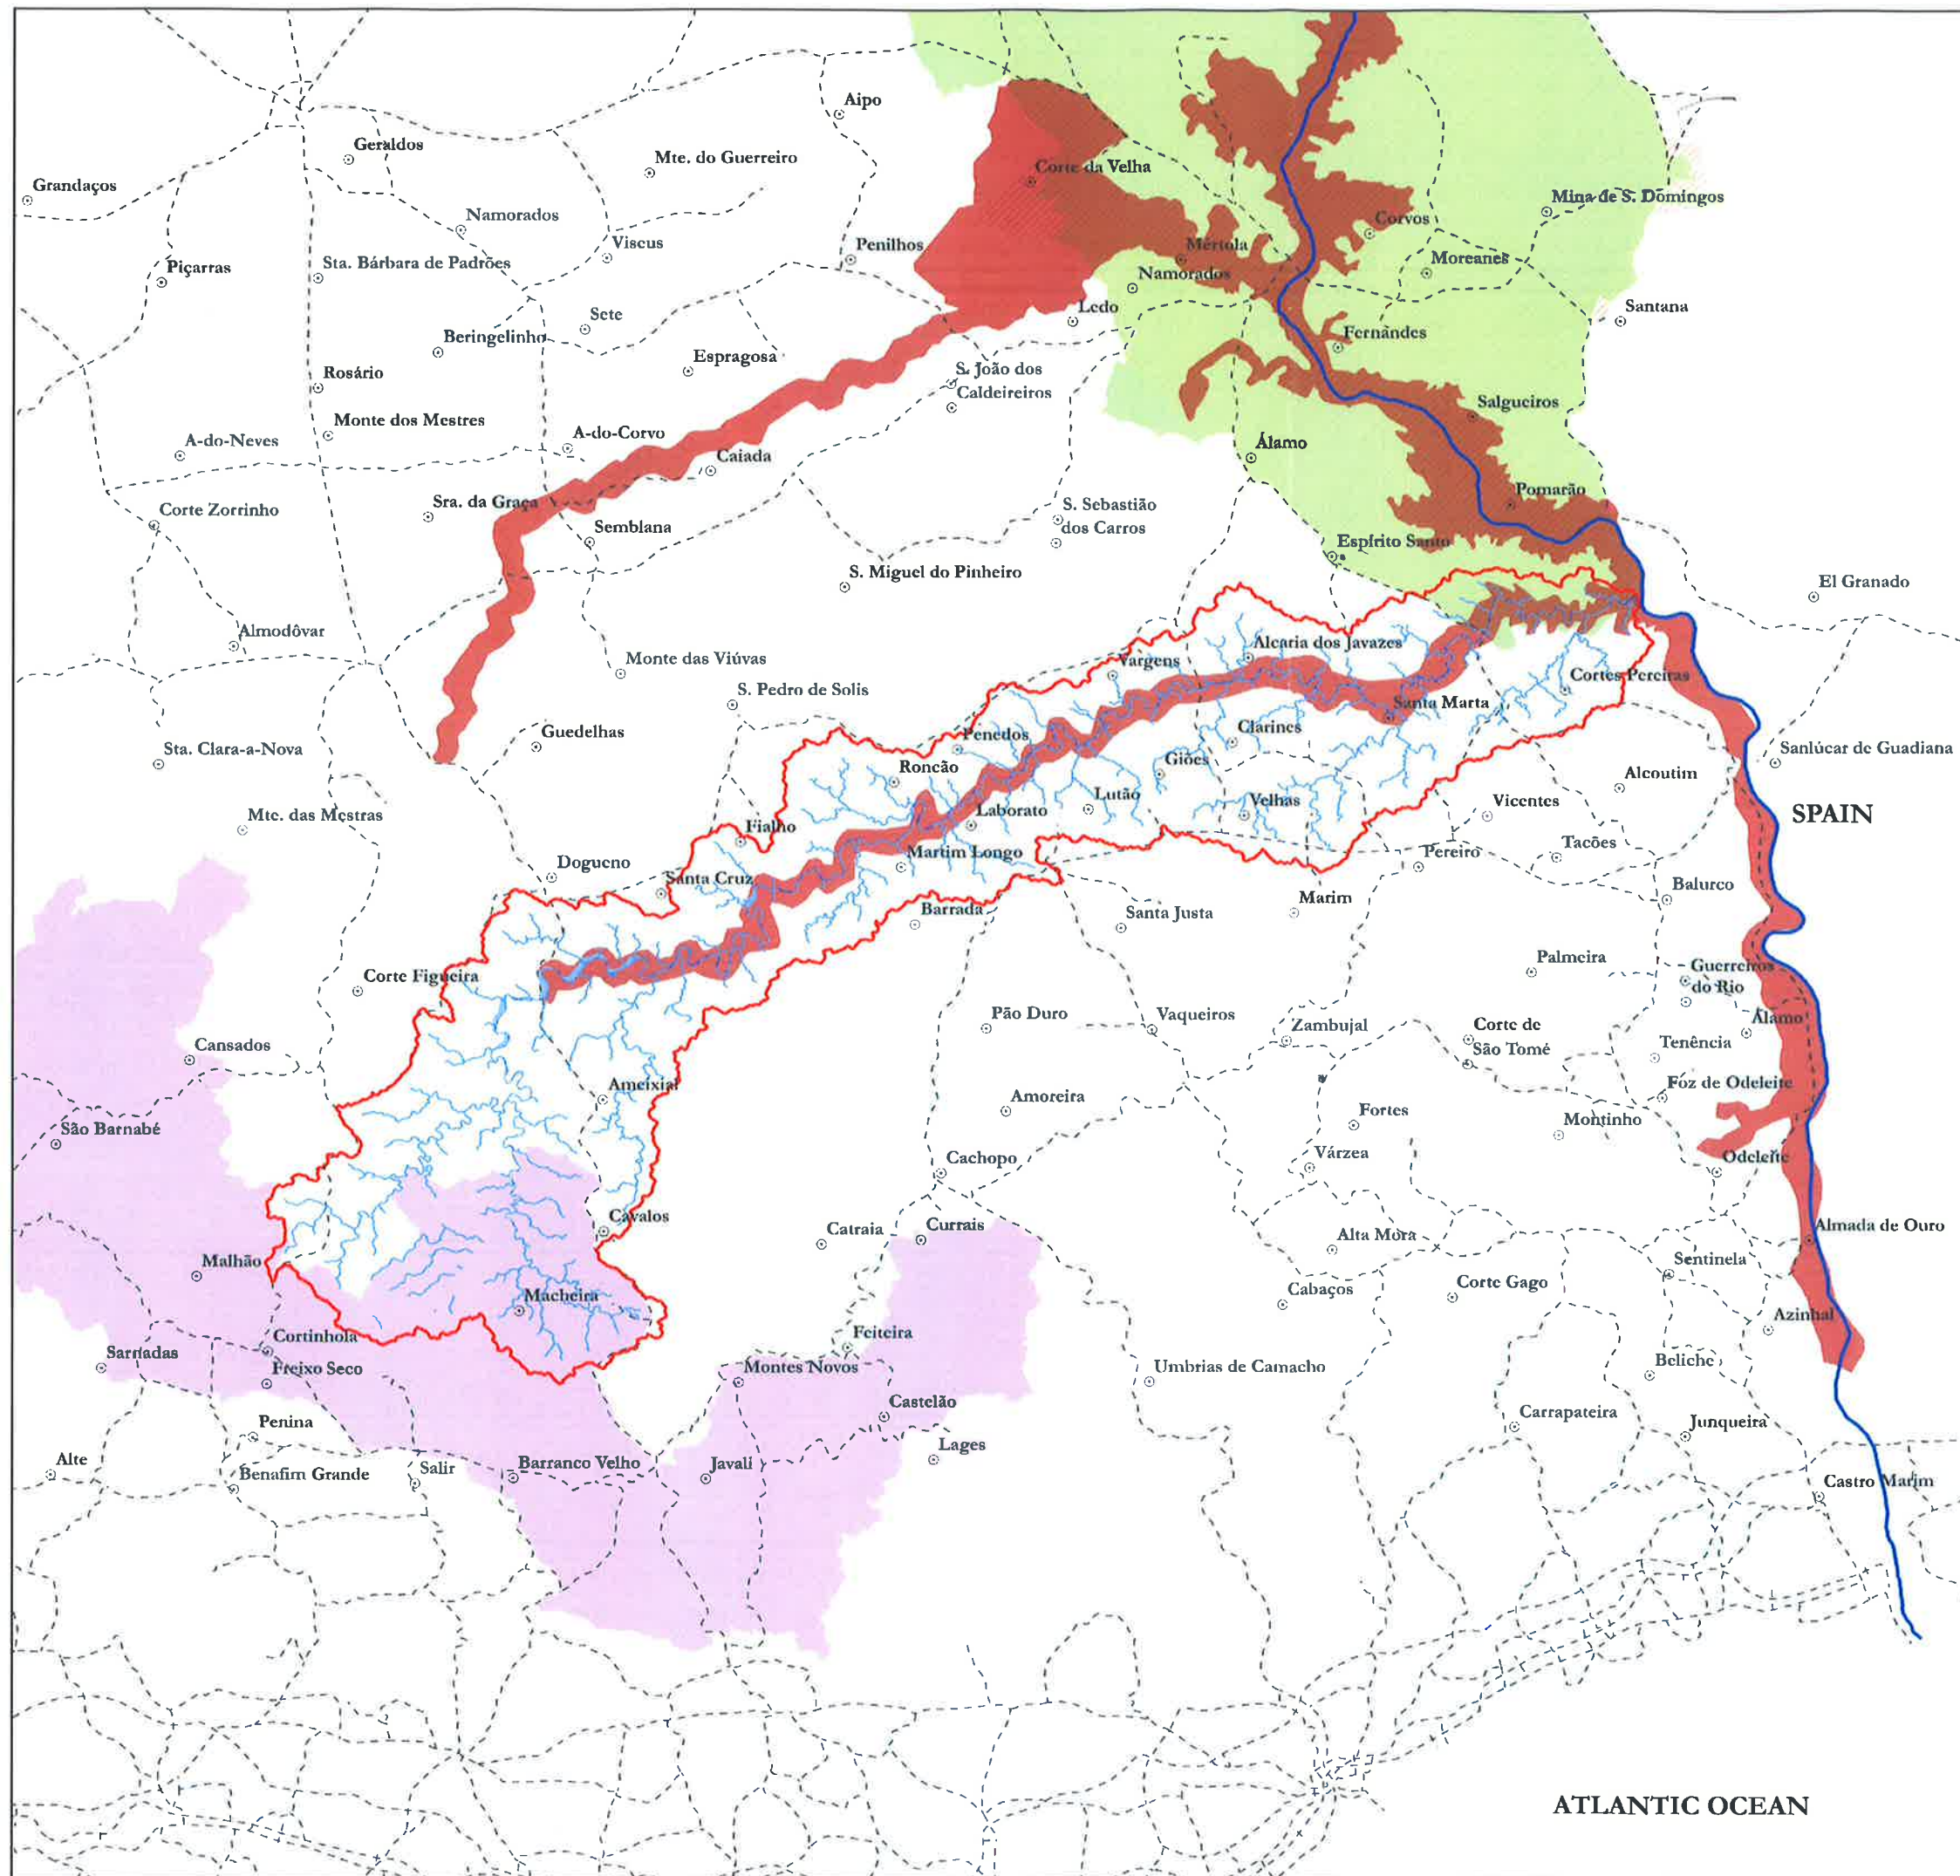 Aipo
Geraldos
Mte. do Guerreiro
Corte da Velha
Grandaços
Mina de S. Domingos
Namorados
Corvos
Viscus
Penilhos
Mértola
Piçarras
Sta. Bárbara de Padrões
Moreanes
Namorados
Ledo
Santana
Sete
Beringelinho
Fernandes
Espragosa
Rosário
S. João dos
Caldeireiros
Salgueiros
Monte dos Mestres
A-do-Neves
A-do-Corvo
Álamo
Caiada
Pomarão
Sra. da Graça
S. Sebastião
dos Carros
Corte Zorrinho
Semblana
Espírito Santo
S. Miguel do Pinheiro
El Granado
Almodôvar
Alcaria dos Javazes
Monte das Viúvas
Vargens
Cortes Pereiras
S. Pedro de Solis
Santa Marta
Guedelhas
Penedos
Clarines
Sta. Clara-a-Nova
Sanlúcar de Guadiana
Giões
Roncão
Alcoutim
Lutão
Velhas
Vicentes
SPAIN
Mte. das Mestras
Laborato
Fialho
Tacões
Martim Longo
Pereiro
Dogueno
Santa Cruz
Balurco
Marim
Barrada
Santa Justa
Palmeira
Guerreiros
do Rio
Corte Figueira
Pão Duro
Vaqueiros
Zambujal
Corte de
São Tomé
Álamo
Tenência
Cansados
Ameixial
Foz de Odeleite
Amoreira
Fortes
Montinho
São Barnabé
Várzea
Cachopo
Odeleite
Cavalos
Catraia
Currais
Almada de Ouro
Alta Mora
Malhão
Sentinela
Macheira
Cabaços
Corte Gago
Azinhal
Cortinhola
Feiteira
Sarnadas
Freixo Seco
Montes Novos
Umbrias de Camacho
Beliche
Castelão
Penina
Carrapateira
Junqueira
Lages
Alte
Benafim Grande
Salir
Barranco Velho
Javali
Castro Marim
ATLANTIC OCEAN